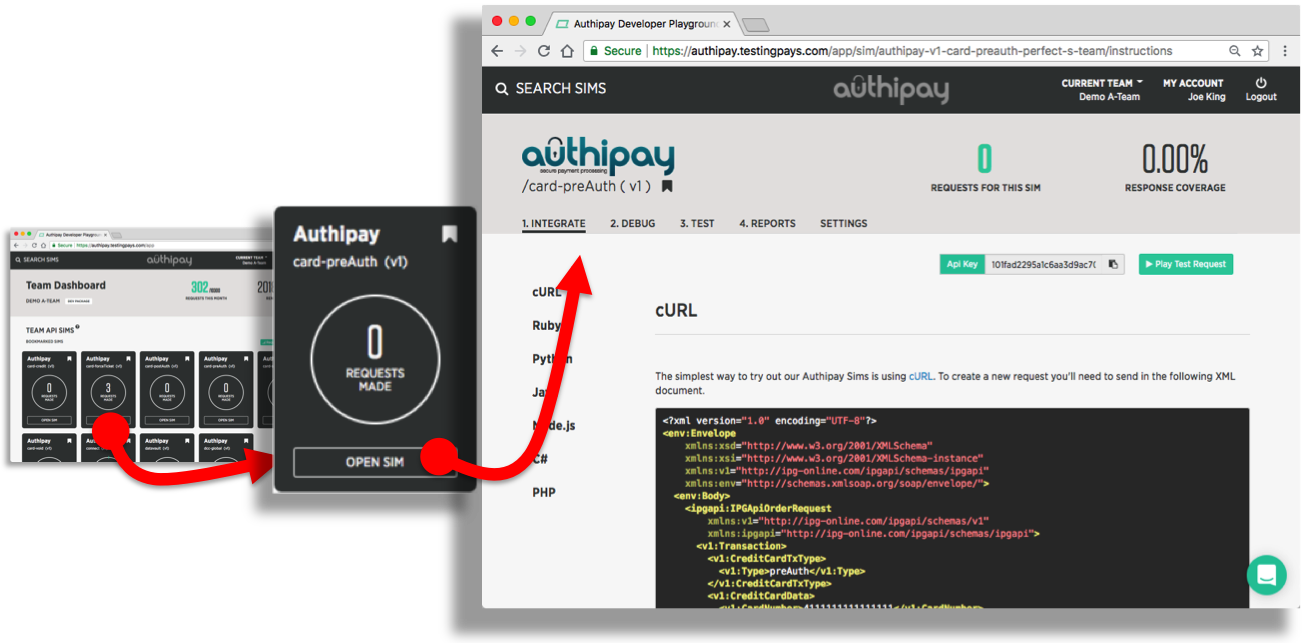 Authipay Developer Playground
Secure | https://authipay.testingpays.com/app/sim/authipay-v1-card-preauth-perfect-s-team/instructions
SEARCH SIMS
authipay
CURRENT TEAM
Demo A-Team
MY ACCOUNT
Joe King
Logout
authipay
secure payment processing
/card-preAuth ( v1 )
0
REQUESTS FOR THIS SIM
0.00%
RESPONSE COVERAGE
1. INTEGRATE 2. DEBUG 3. TEST 4. REPORTS SETTINGS
Api Key 101fad2295a1c6aa3d9ac7( Play Test Request
cURL
Ruby
Python
Node.js
C#
PHP
cURL
The simplest way to try out our Authipay Sims is using cURL. To create a new request you'll need to send in the following XML
document.
<?xml version="1.0" encoding="UTF-8"?>
<env:Envelope
xmlns:xsd="http://www.w3.org/2001/XMLSchema"
xmlns:xsi="http://www.w3.org/2001/XMLSchema-instance"
xmlns:v1="http://ipg-online.com/ipgapi/schemas/ipgapi"
xmlns:env="http://schemas.xmlsoap.org/soap/envelope/">
<env:Body>
<ipgapi:IPGApiOrderRequest
xmlns:v1="http://ipg-online.com/ipgapi/schemas/v1"
xmlns:ipgapi="http://ipg-online.com/ipgapi/schemas/ipgapi">
<v1:Transaction>
<v1:CreditCardTxType>
<v1:Type>preAuth</v1:Type>
</v1:CreditCardTxType>
<v1:CreditCardData>
<v1:CardNumber>4111111111111111</v1:CardNumber>
Authipay
card-preAuth (v1)
0
REQUESTS
MADE
OPEN SIM
Authipay Developer Playground
Secure https://authipay.testingpays.com/app
SEARCH SIMS
authipay
CURRENT TEAM
Demo A-Team
Team Dashboard
DEMO A-TEAM
302
REQUESTS THIS MONTH
TEAM API SIMS
BOOKMARKED SIMS
Authipay Authipay Authipay Authipay
card-credit (v1) card-forceTicket (v1) card-postAuth (v1) card-preAuth (v1)
0 3 0 0
REQUESTS REQUESTS REQUESTS REQUESTS
MADE MADE MADE MADE
OPEN SIM OPEN SIM OPEN SIM OPEN SIM
Authipay Authipay Authipay Authipay
card-void (v1) datavault (v1) dcc-global (v1)